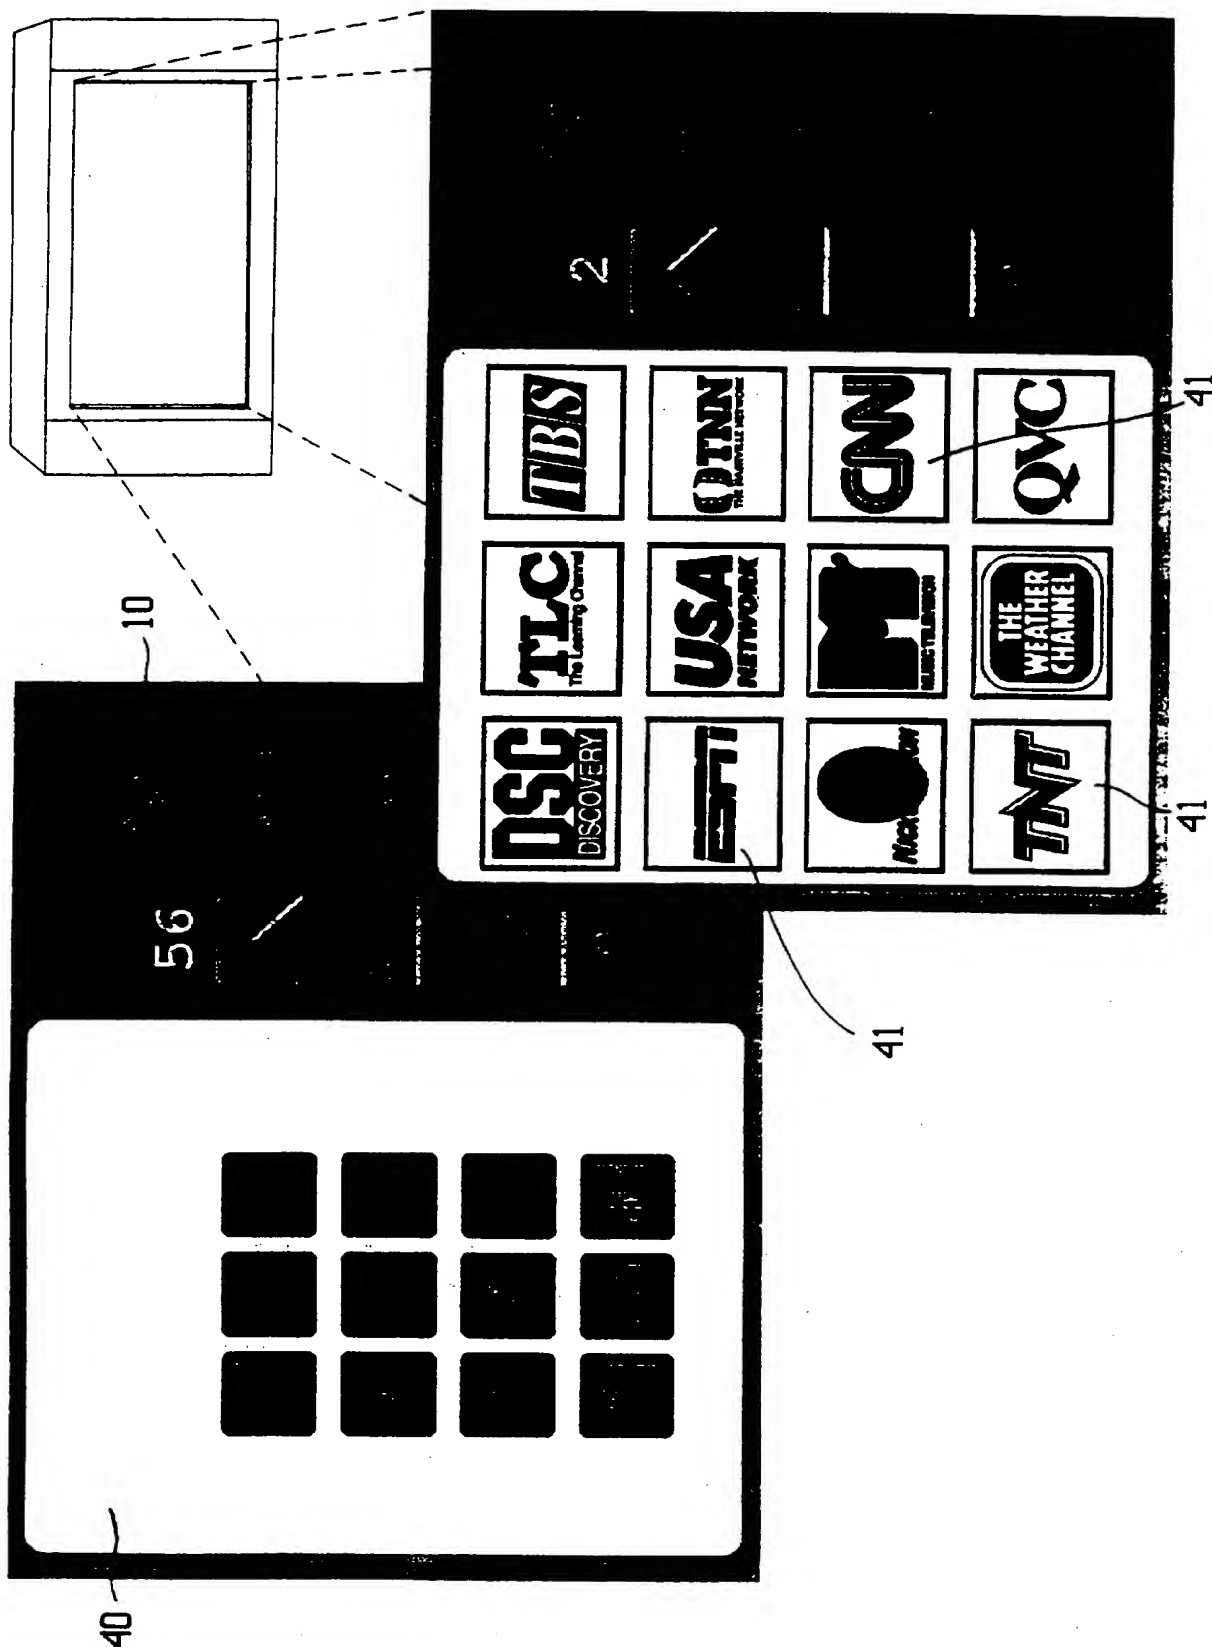 10
56
40
2
DSC
DISCOVERY
TLC
The Learning Channel
TBS
ESPN
USA
NETWORK
TNN
THE NASHVILLE NETWORK
MUSIC TELEVISION
CNN
TNT
THE
WEATHER
CHANNEL
QVC
41
41
41